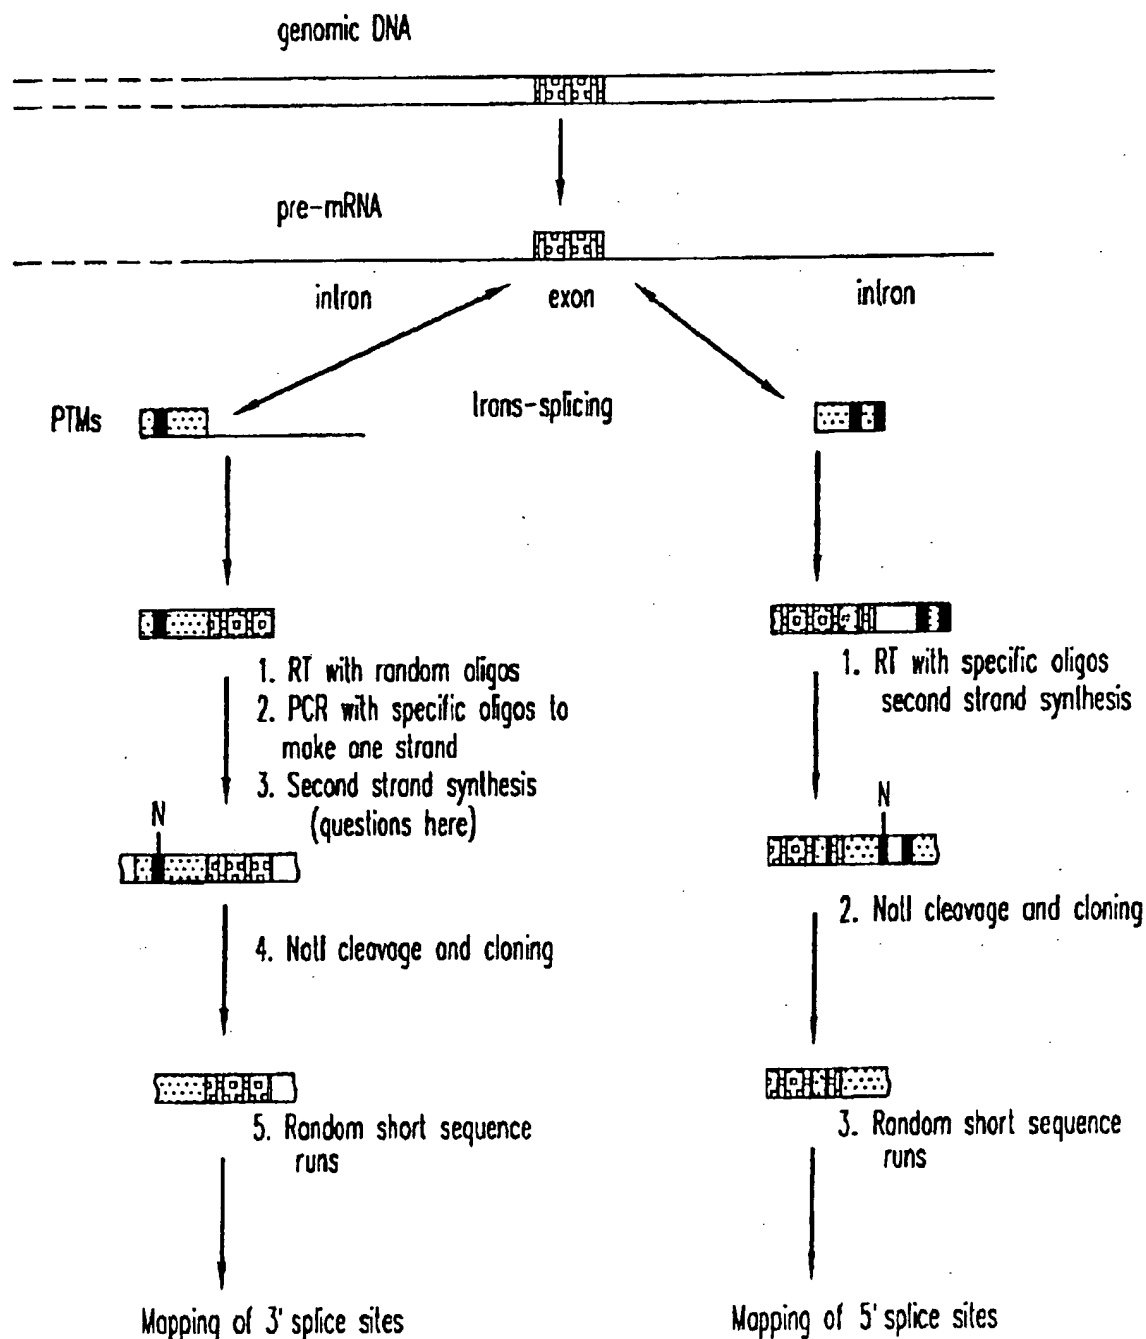 genomic DNA
pre-mRNA
intron
exon
intron
PTMs
Trans-splicing
1. RT with random oligos
2. PCR with specific oligos to
make one strand
3. Second strand synthesis
(questions here)
N
4. NotI cleavage and cloning
5. Random short sequence
runs
Mapping of 3' splice sites
1. RT with specific oligos
second strand synthesis
N
2. NotI cleavage and cloning
3. Random short sequence
runs
Mapping of 5' splice sites